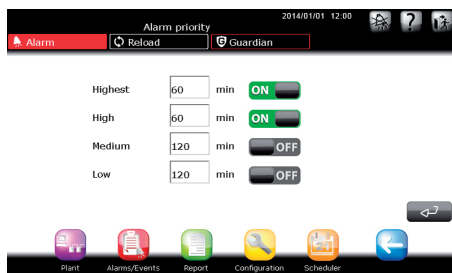 2014/01/01 12:00
Alarm priority
Alarm Reload Guardian
Highest 60 min ON
High 60 min ON
Medium 120 min OFF
Low 120 min OFF
Plant Alarms/Events Report Configuration Scheduler